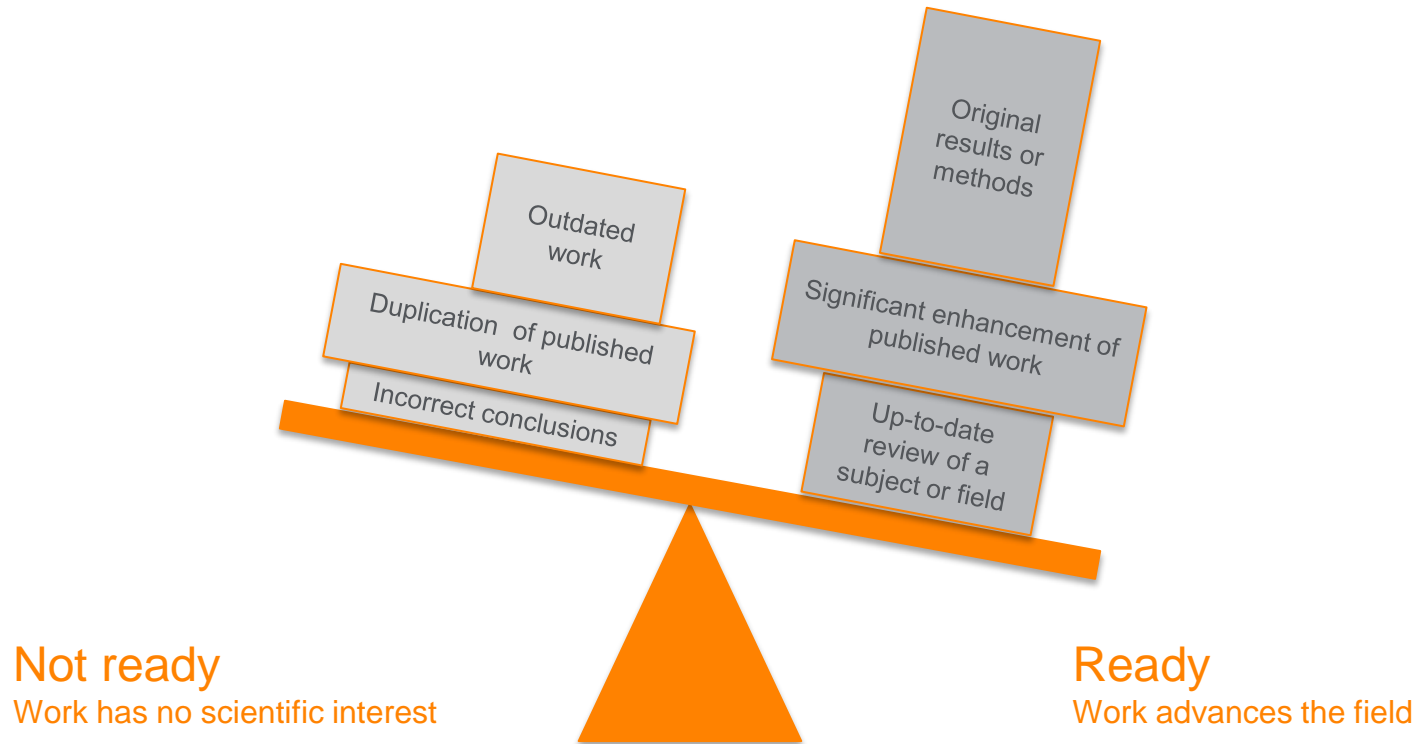 Outdated
work
Duplication of published
work
Incorrect conclusions
Original
results or
methods
Significant enhancement of
published work
Up-to-date
review of a
subject or field
Not ready
Work has no scientific interest
Ready
Work advances the field